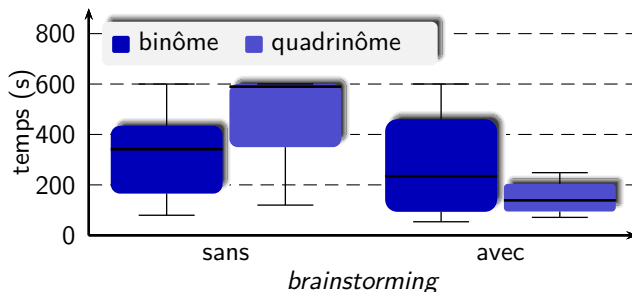 800
binôme quadrinôme
600
400
200
0
temps (s)
sans avec
brainstorming